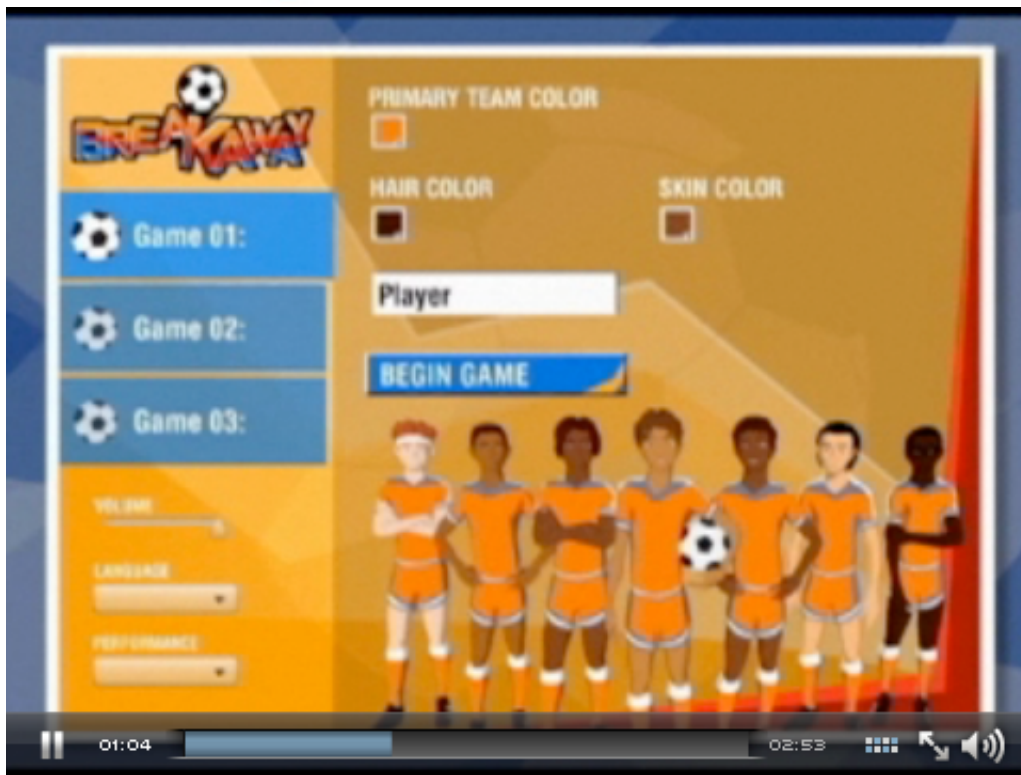 BREAKAWAY
Game 01:
Game 02:
Game 03:
VOLUME
LANGUAGE
PERFORMANCE
PRIMARY TEAM COLOR
HAIR COLOR
SKIN COLOR
Player
BEGIN GAME
01:04
02:53